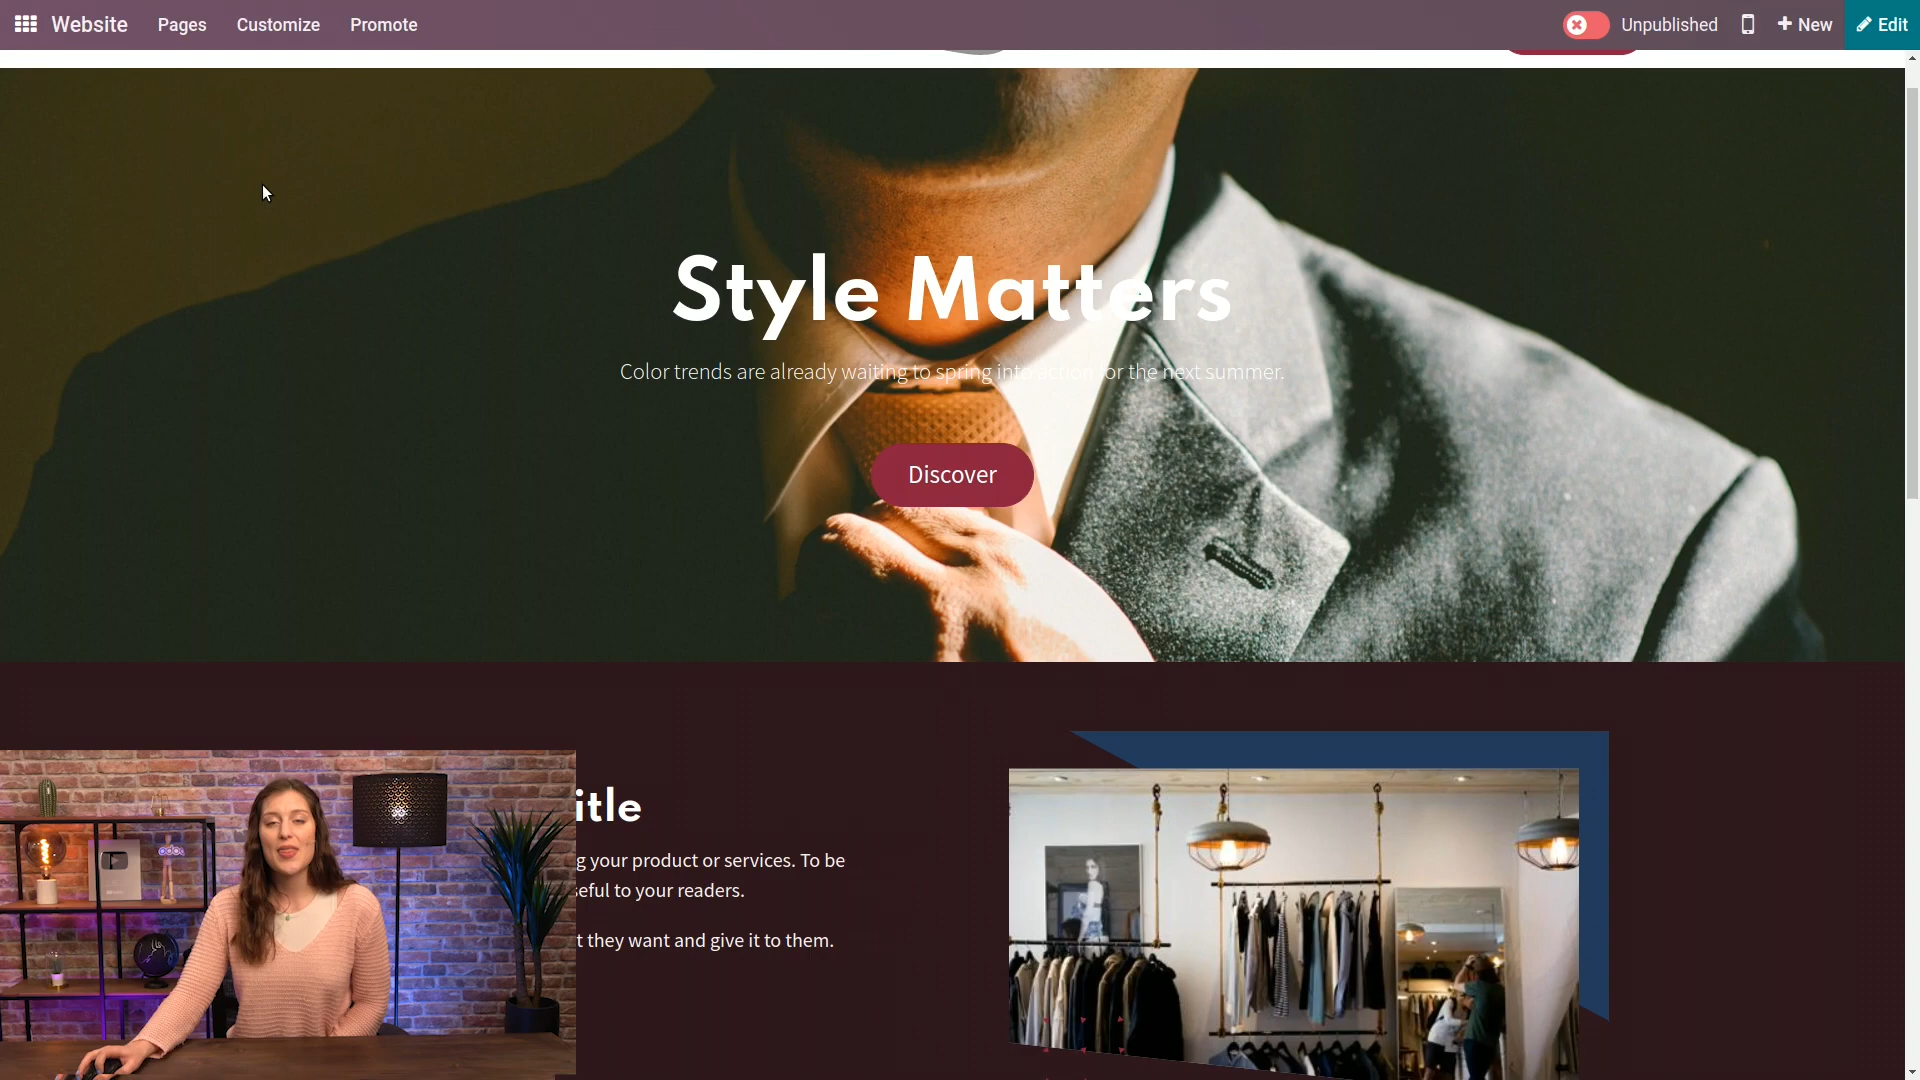 Website Pages Customize Promote Unpublished New Edit
Style Matters
Color trends are already waiting to spring into action for the next summer.
Discover
itle
g your product or services. To be
eful to your readers.
t they want and give it to them.